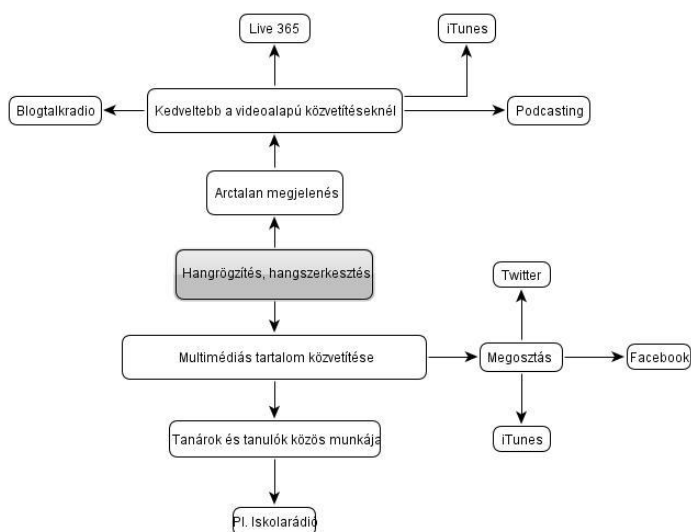 Live 365
iTunes
Blogtalkradio
Kedveltebb a videoalapú közvetítéseknél
Podcasting
Arctalan megjelenés
Hangrögzítés, hangszerkesztés
Twitter
Multimédiás tartalom közvetítése
Megosztás
Facebook
Tanárok és tanulók közös munkája
iTunes
Pl. Iskolarádió